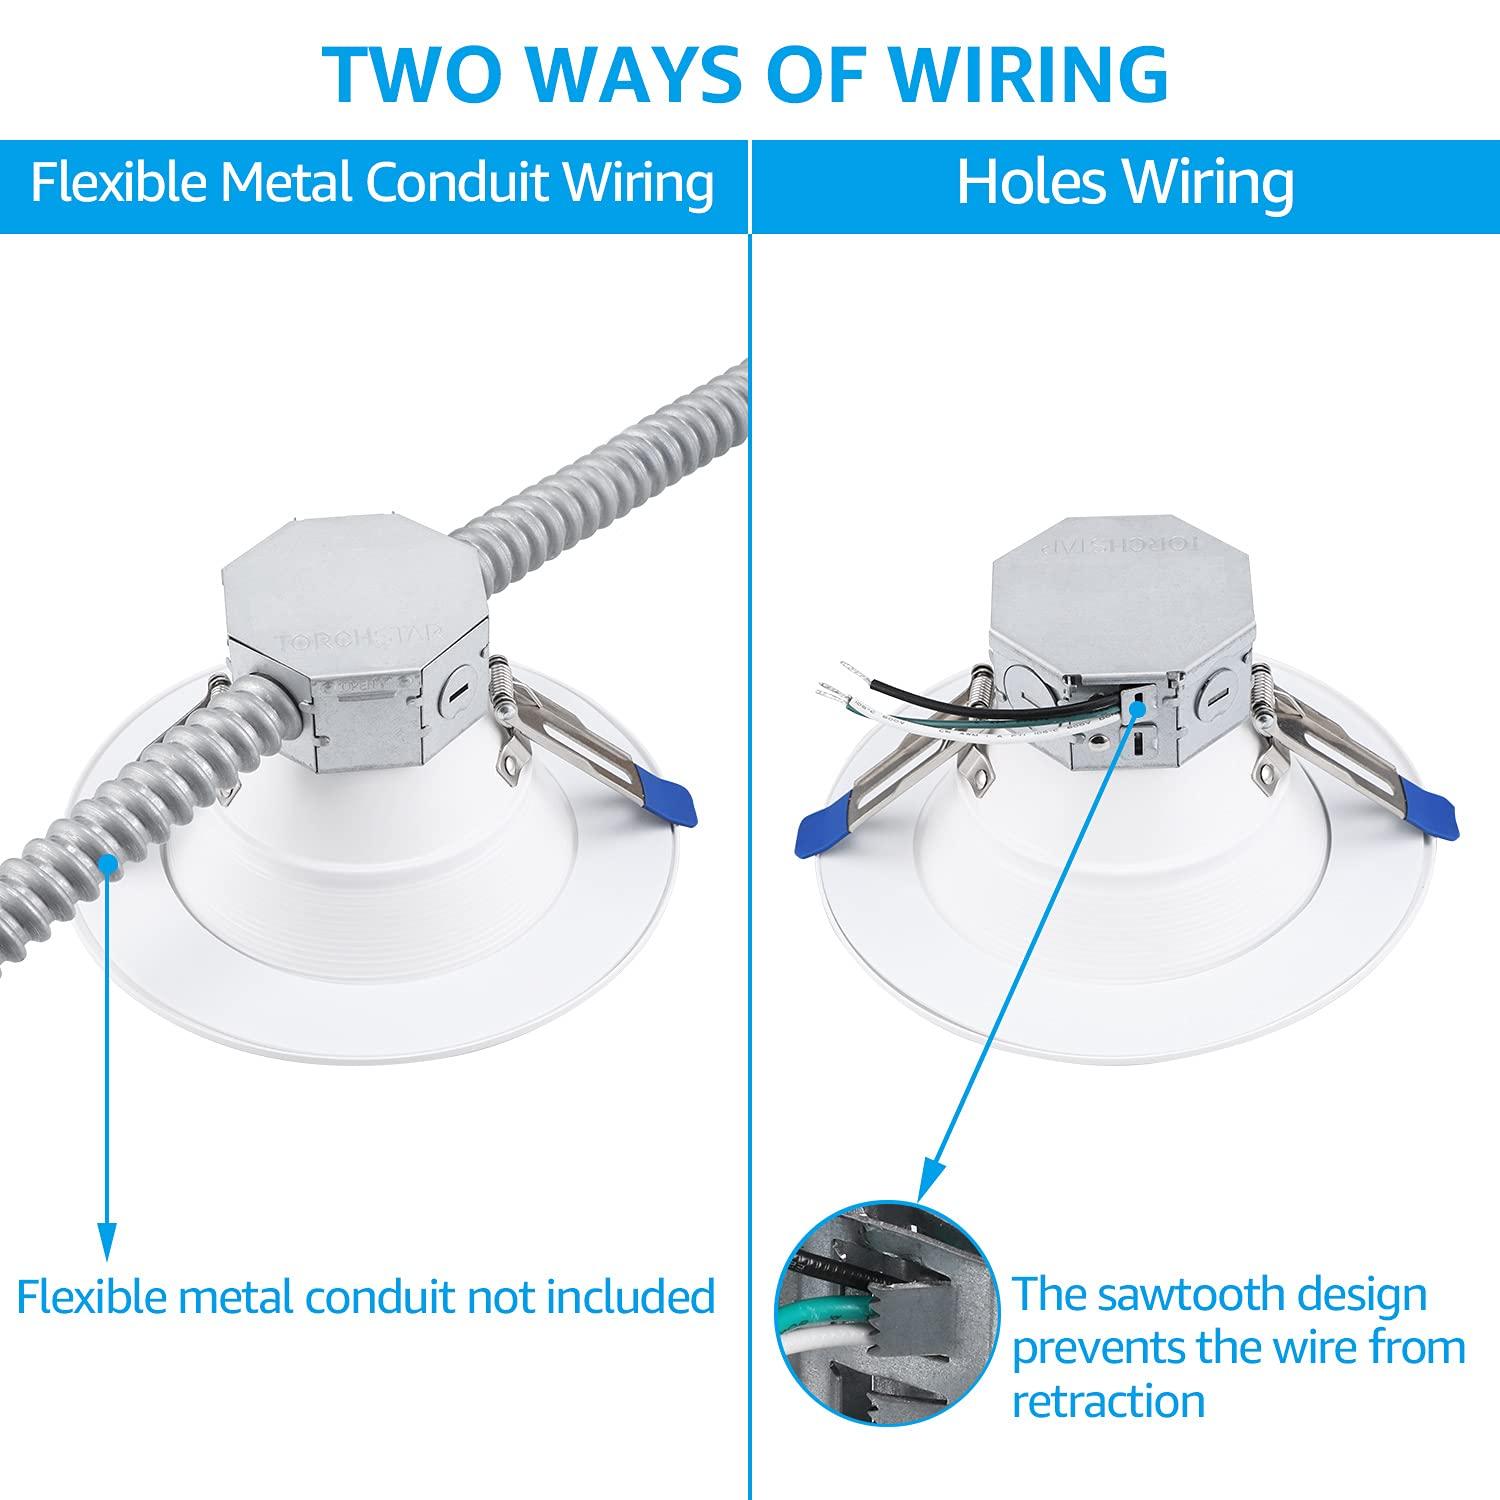 TWO WAYS OF WIRING
Flexible Metal Conduit Wiring
Holes Wiring
TORCHSTAR
OPEN
TORCHSTAR
Flexible metal conduit not included
The sawtooth design
prevents the wire from
retraction